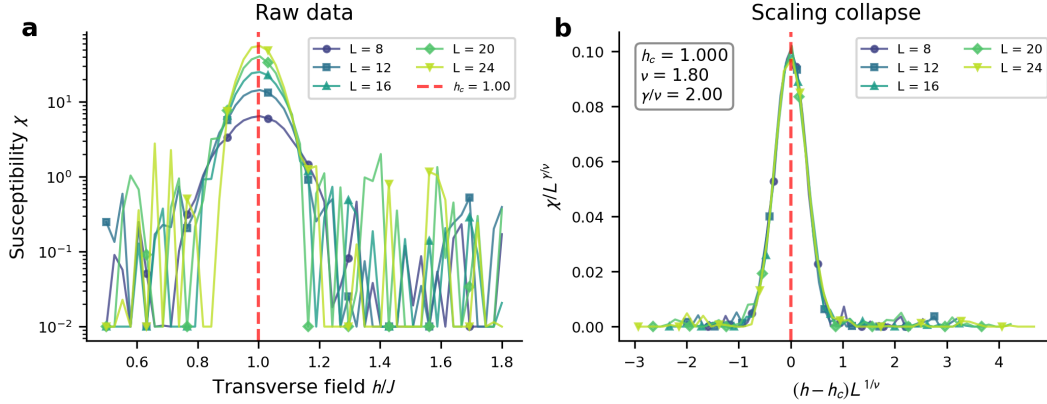 a
Raw data
L = 8
L = 12
L = 16
L = 20
L = 24
h_c = 1.00
Susceptibility χ
10¹
10⁰
10⁻¹
10⁻²
0.6 0.8 1.0 1.2 1.4 1.6 1.8
Transverse field h/J
b
Scaling collapse
h_c = 1.000
ν = 1.80
γ/ν = 2.00
L = 8
L = 12
L = 16
L = 20
L = 24
χ/L^{γ/ν}
0.10
0.08
0.06
0.04
0.02
0.00
−3 −2 −1 0 1 2 3 4
(h − h_c)L^{1/ν}